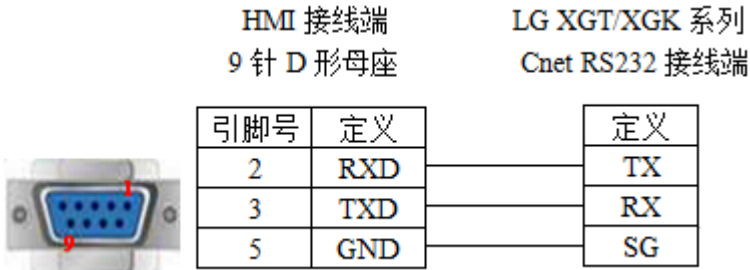 HMI 接线端 LG XGT/XGK 系列
9 针 D 形母座 Cnet RS232 接线端
引脚号 定义 定义
2 RXD TX
3 TXD RX
5 GND SG
1
9